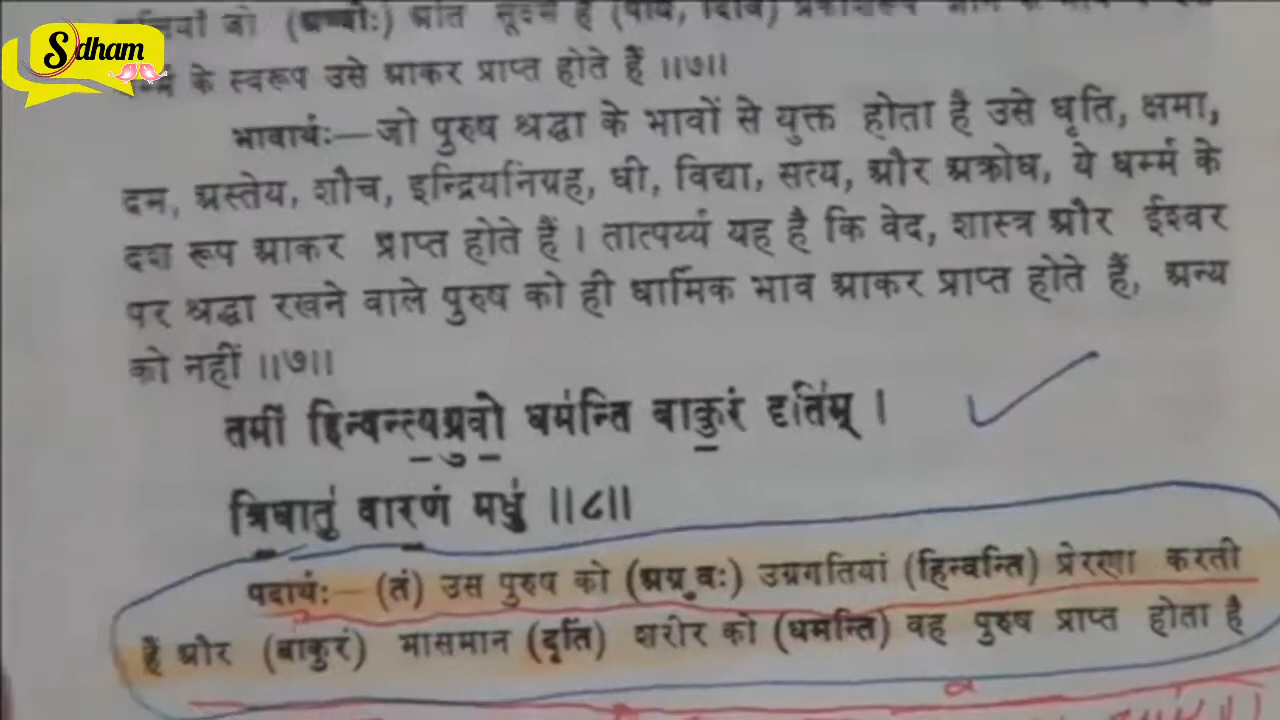 Sdham
(धण्वोः) प्रति सूक्ष्म है
के स्वरूप उसे आकर प्राप्त होते हैं ॥७॥
भावार्थः—जो पुरुष श्रद्धा के भावों से युक्त होता है उसे धृति, क्षमा,
दम, अस्तेय, शौच, इन्द्रियनिग्रह, धी, विद्या, सत्य, और अक्रोध, ये धर्म्म के
दश रूप आकर प्राप्त होते हैं । तात्पर्य्य यह है कि वेद, शास्त्र और ईश्वर
पर श्रद्धा रखने वाले पुरुष को ही धार्मिक भाव आकर प्राप्त होते हैं, अन्य
को नहीं ॥७॥
तमीं हिन्वन्त्यग्रुवो धमन्ति बाकुरं दृतिम् ।
त्रिधातु वारणं मधु ॥८॥
पदार्थः—(तं) उस पुरुष को (अग्रुवः) उग्रगतियां (हिन्वन्ति) प्रेरणा करती
हैं और (बाकुरं) भासमान (दृतिं) शरीर को (धमन्ति) वह पुरुष प्राप्त होता है